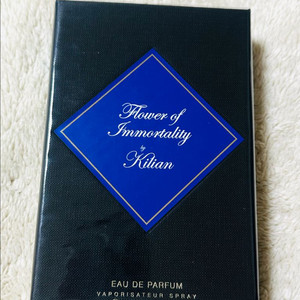 Flower of
Immortality
by
Kilian
EAU DE PARFUM
VAPORISATEUR SPRAY